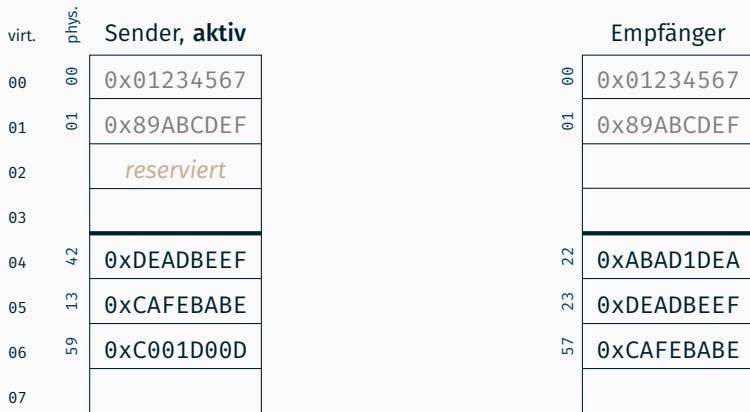 virt. phys. Sender, aktiv Empfänger
00 00 0x01234567 00 0x01234567
01 01 0x89ABCDEF 01 0x89ABCDEF
02 reserviert
03
04 42 0xDEADBEEF 22 0xABAD1DEA
05 13 0xCAFEBABE 23 0xDEADBEEF
06 59 0xC001D00D 57 0xCAFEBABE
07